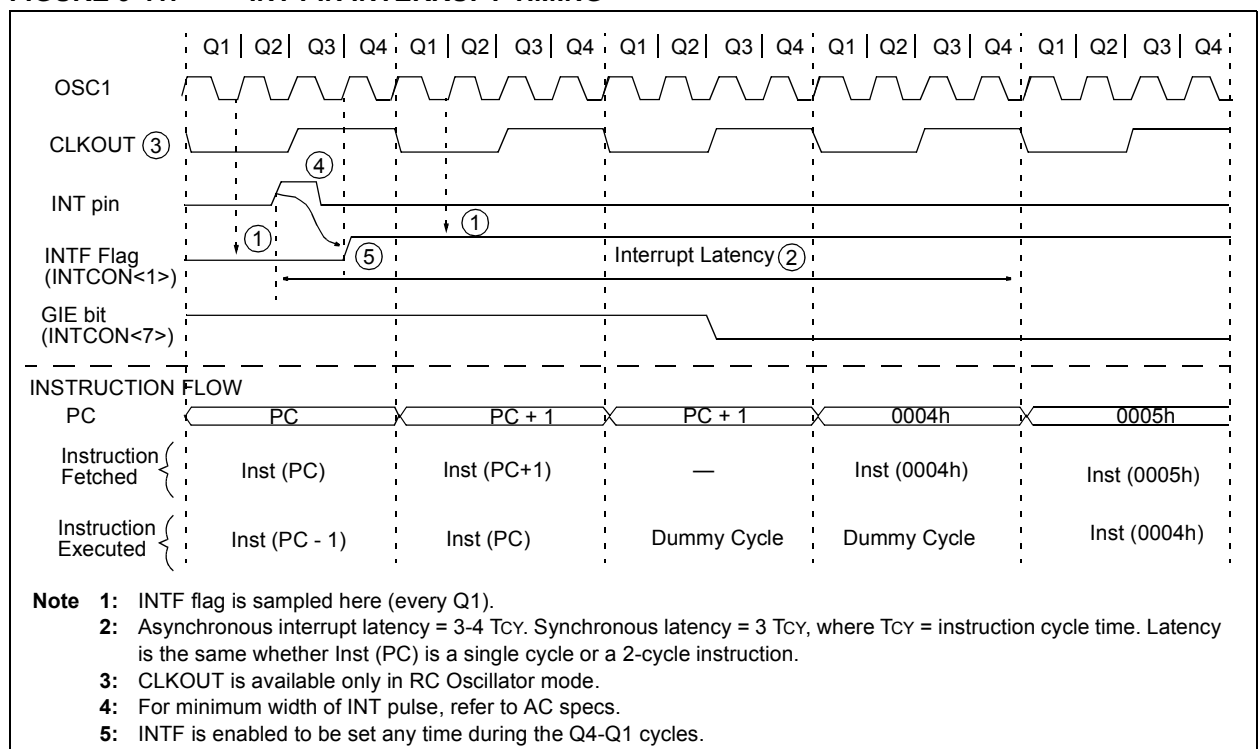 Q1 | Q2 | Q3 | Q4 Q1 | Q2 | Q3 | Q4 Q1 | Q2 | Q3 | Q4 Q1 | Q2 | Q3 | Q4 Q1 | Q2 | Q3 | Q4
OSC1
CLKOUT 3
4
INT pin
1 1
INTF Flag
(INTCON<1>)
5 Interrupt Latency 2
GIE bit
(INTCON<7>)
INSTRUCTION FLOW
PC PC PC + 1 PC + 1 0004h 0005h
Instruction
Fetched
Inst (PC) Inst (PC+1) — Inst (0004h) Inst (0005h)
Instruction
Executed
Inst (PC - 1) Inst (PC) Dummy Cycle Dummy Cycle Inst (0004h)
Note 1: INTF flag is sampled here (every Q1).
2: Asynchronous interrupt latency = 3-4 TCY. Synchronous latency = 3 TCY, where TCY = instruction cycle time. Latency
is the same whether Inst (PC) is a single cycle or a 2-cycle instruction.
3: CLKOUT is available only in RC Oscillator mode.
4: For minimum width of INT pulse, refer to AC specs.
5: INTF is enabled to be set any time during the Q4-Q1 cycles.